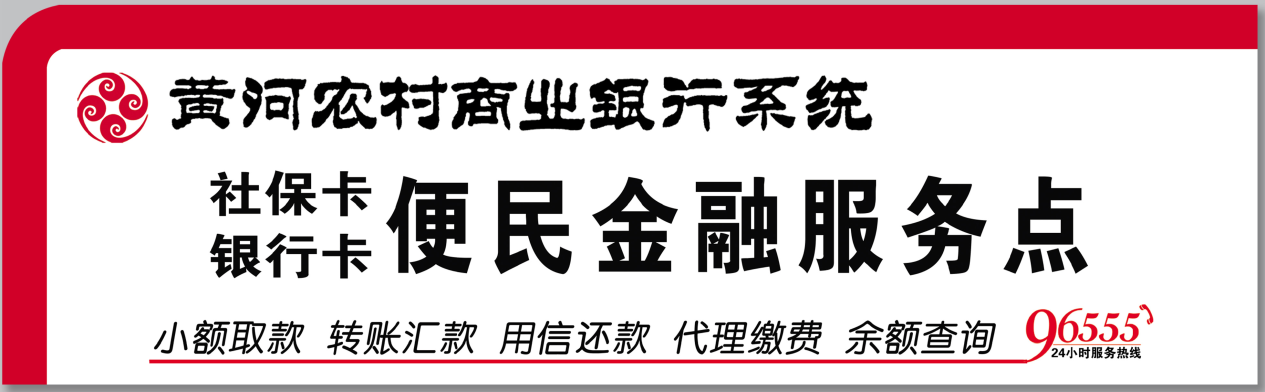 黄河农村商业银行系统
社保卡
银行卡
便民金融服务点
小额取款 转账汇款 用信还款 代理缴费 余额查询
96555
24小时服务热线